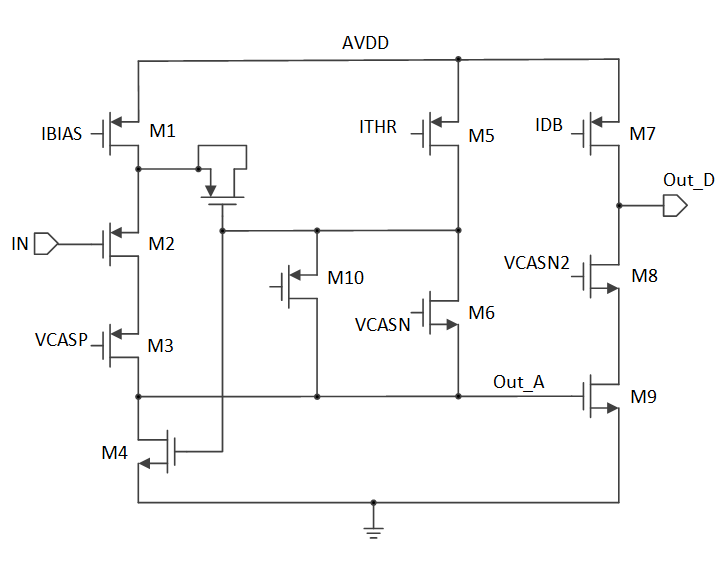 AVDD
IBIAS
M1
ITHR
M5
IDB
M7
Out_D
IN
M2
M10
VCASN2
M8
VCASP
M3
VCASN
M6
Out_A
M9
M4